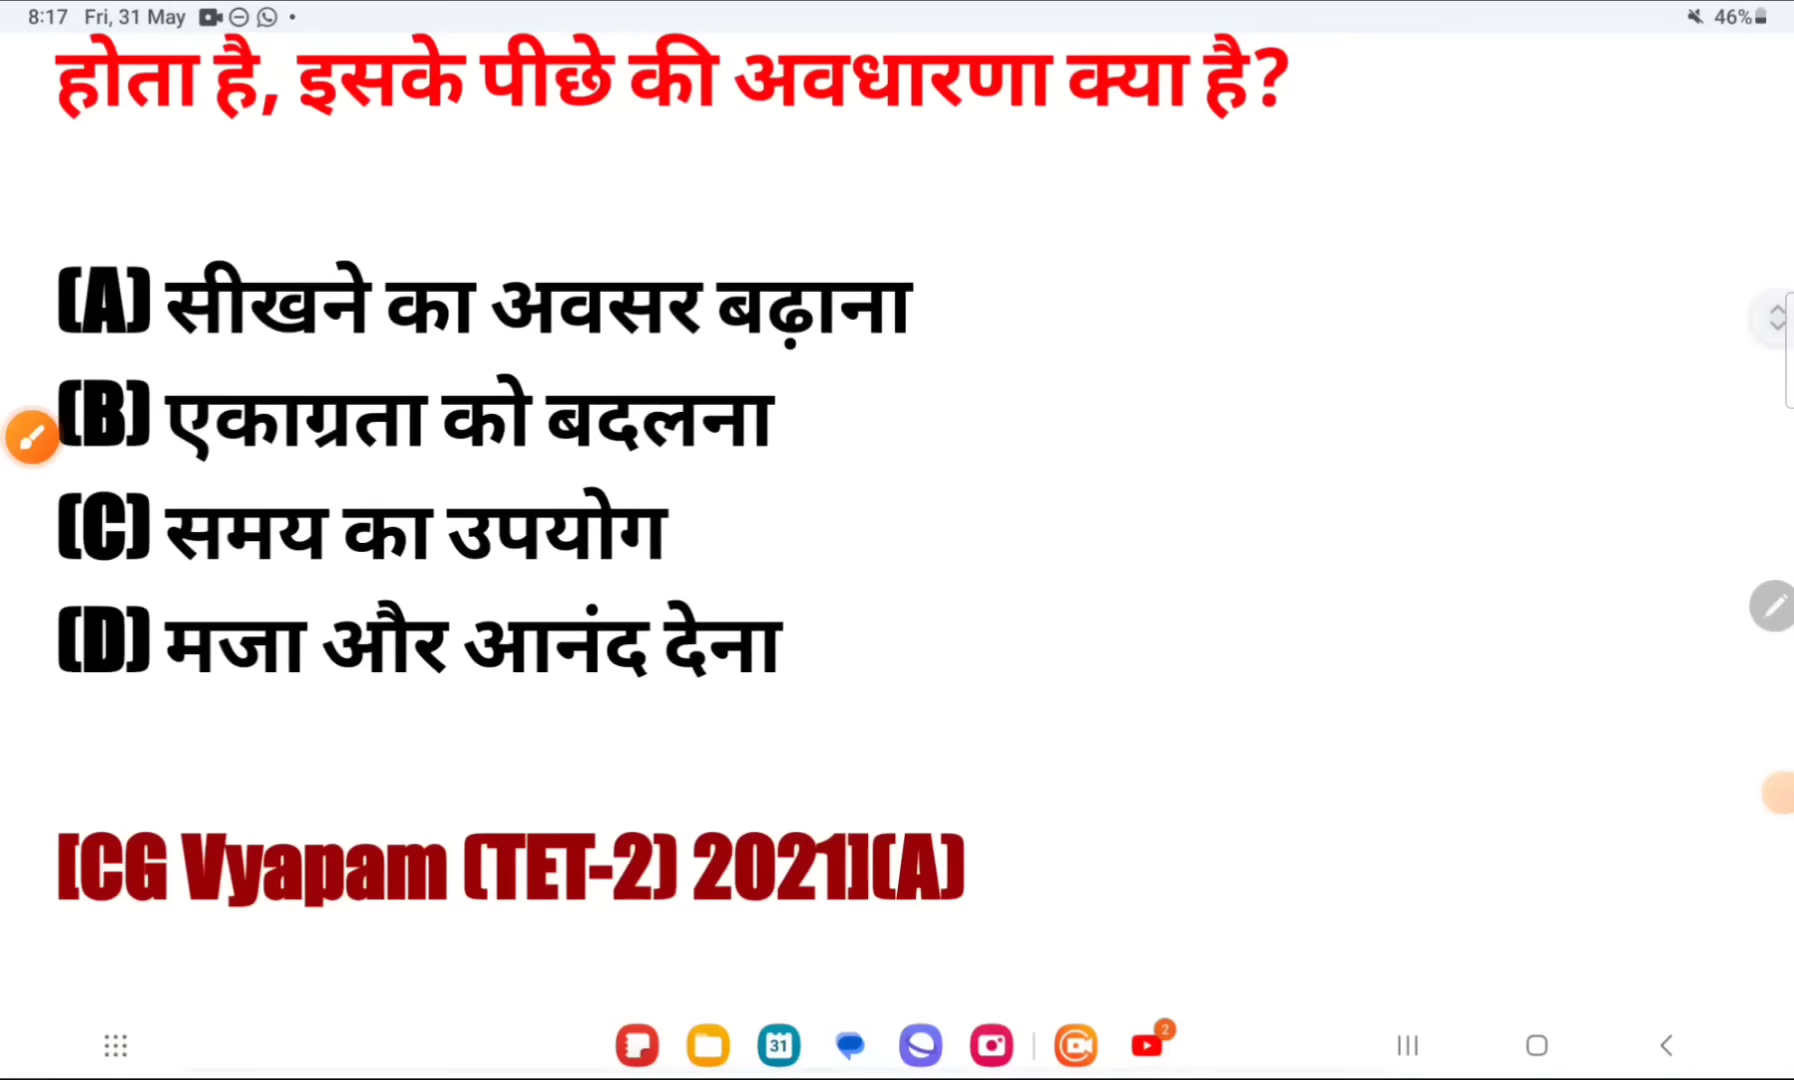 8:17 Fri, 31 May 46%
होता है, इसके पीछे की अवधारणा क्या है?
(A) सीखने का अवसर बढ़ाना
(B) एकाग्रता को बदलना
(C) समय का उपयोग
(D) मजा और आनंद देना
[CG Vyapam (TET-2) 2021](A)
31
2